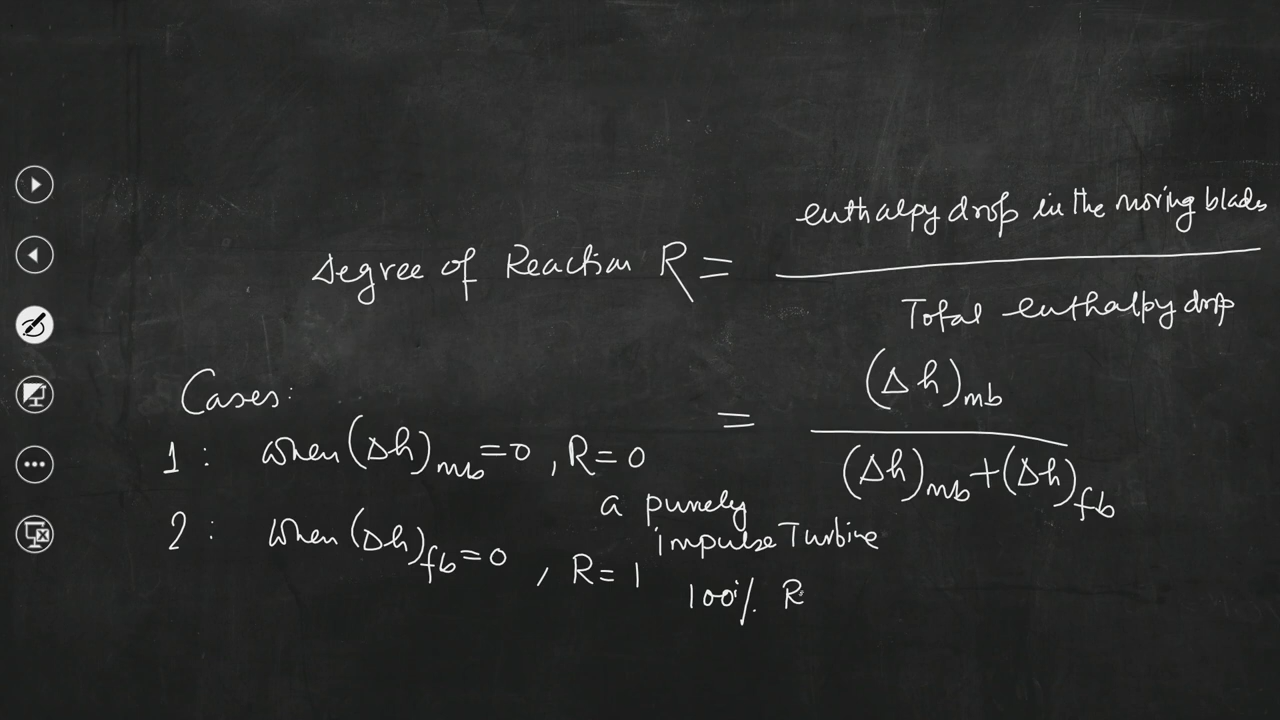 enthalpy drop in the moving blades
Degree of Reaction R =
Total enthalpy drop
Cases:
= (Δh)mb / (Δh)mb + (Δh)fb
1: when (Δh)mb = 0, R = 0
a purely
impulse Turbine
2: when (Δh)fb = 0, R = 1
100% R